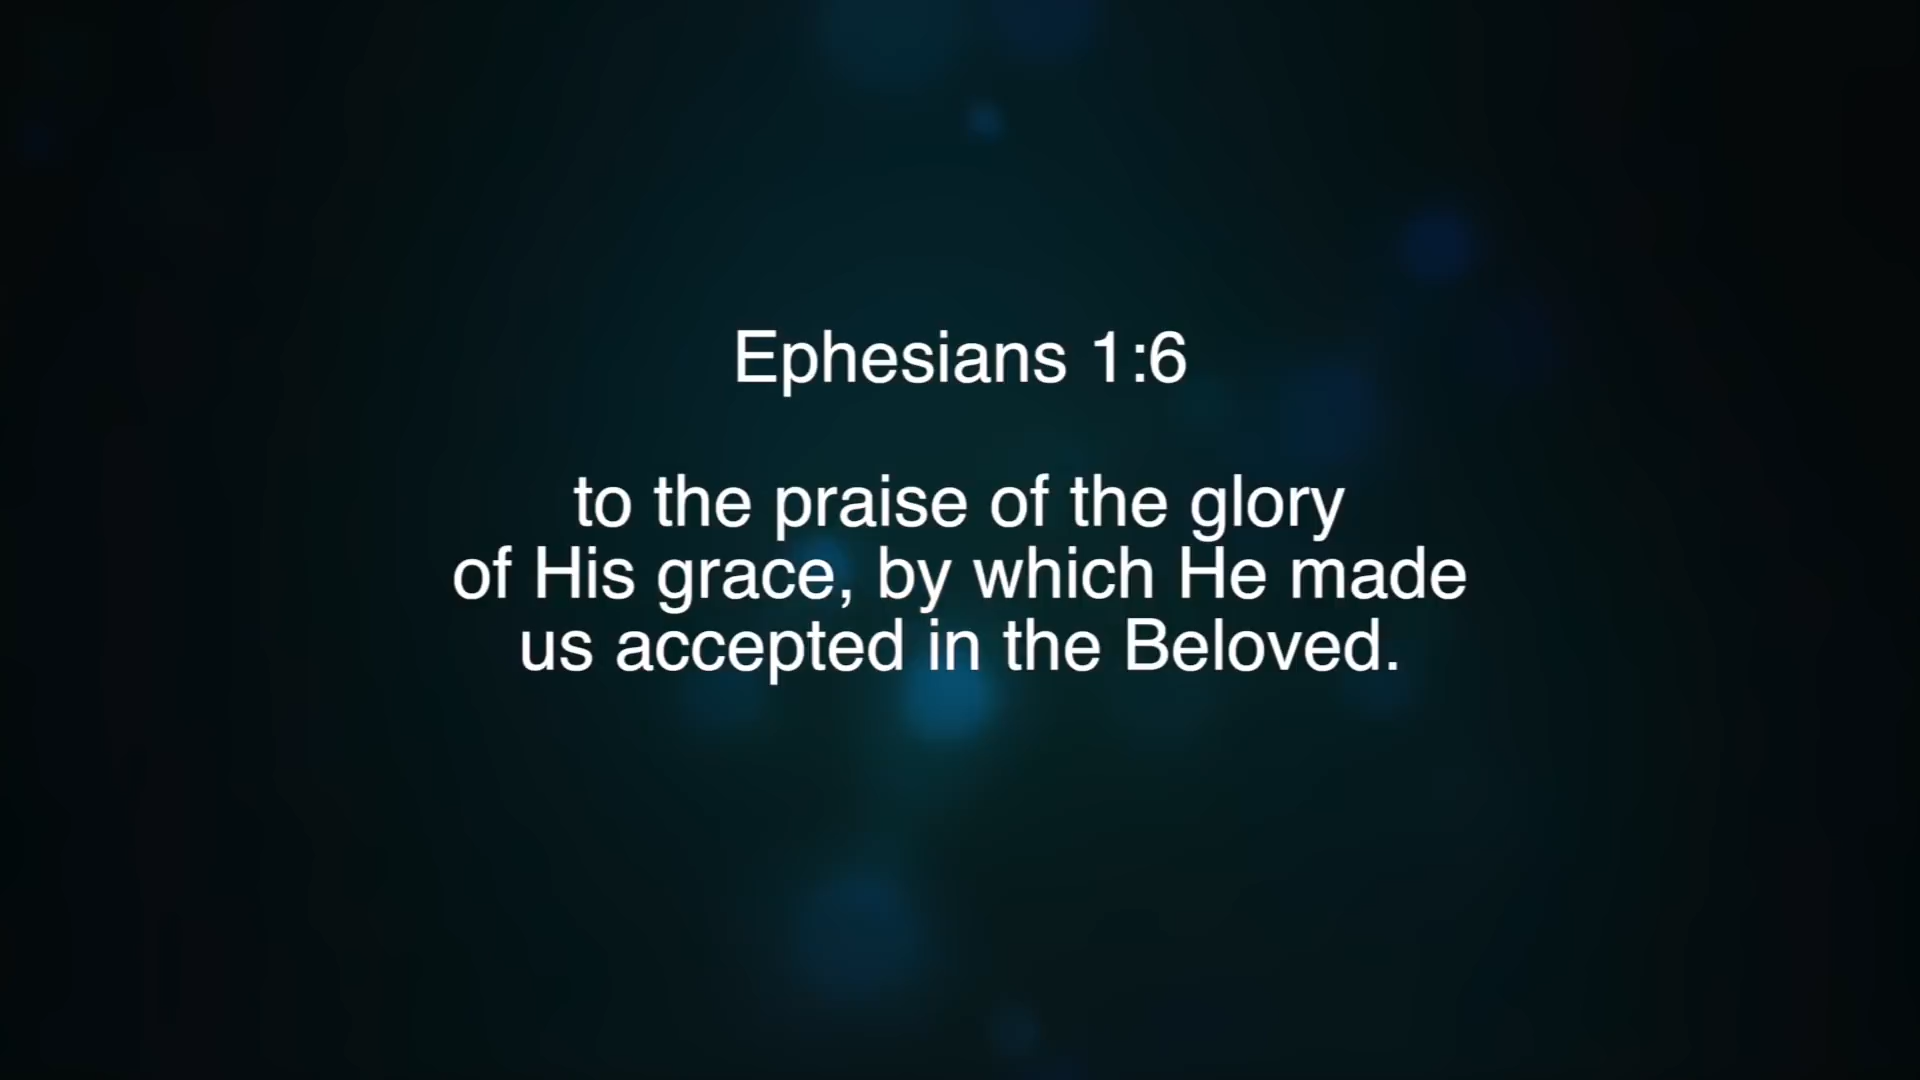 Ephesians 1:6
to the praise of the glory
of His grace, by which He made
us accepted in the Beloved.